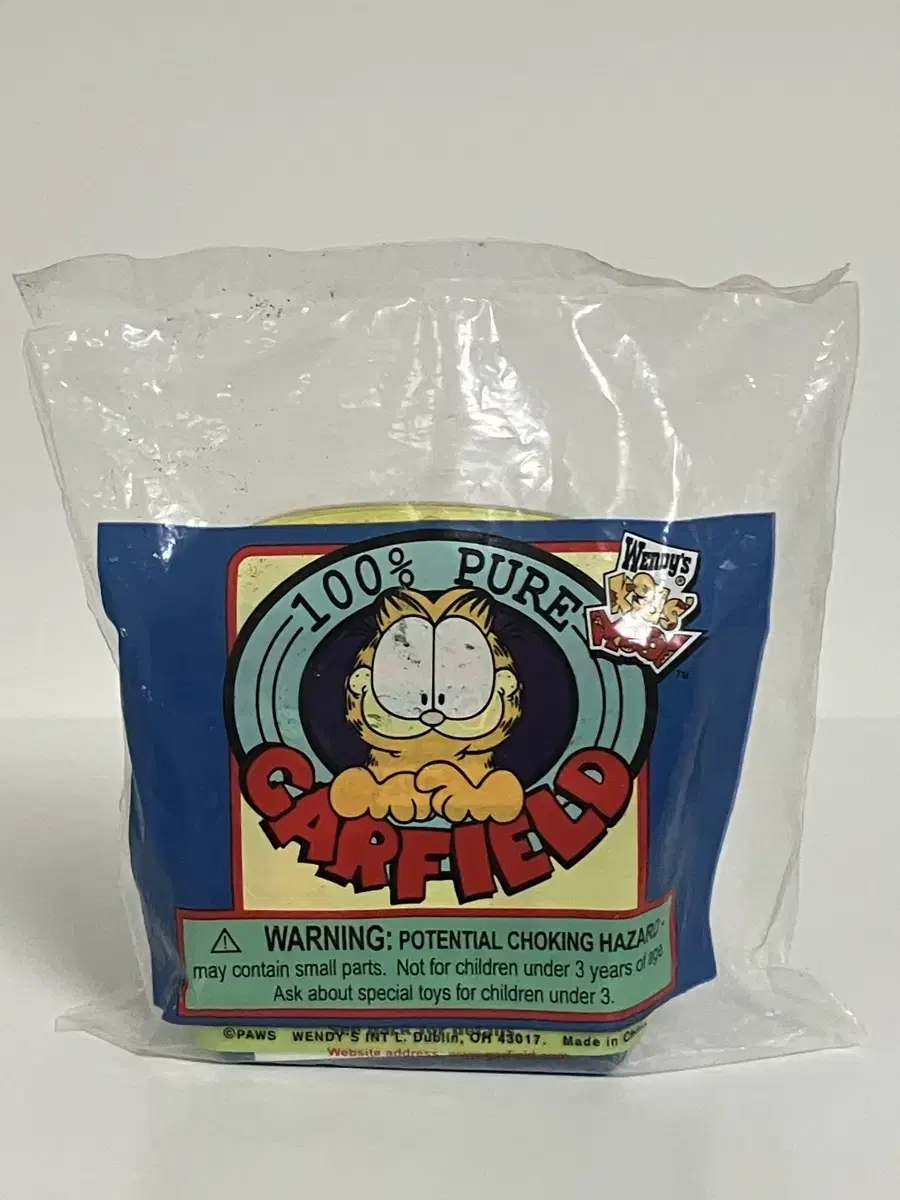 100% PURE
GARFIELD
WENDY'S®
KIDS'
MEAL
™
WARNING: POTENTIAL CHOKING HAZARD -
may contain small parts. Not for children under 3 years of age.
Ask about special toys for children under 3.
©PAWS WENDY'S INT'L. Dublin, OH 43017. Made in China
Website address